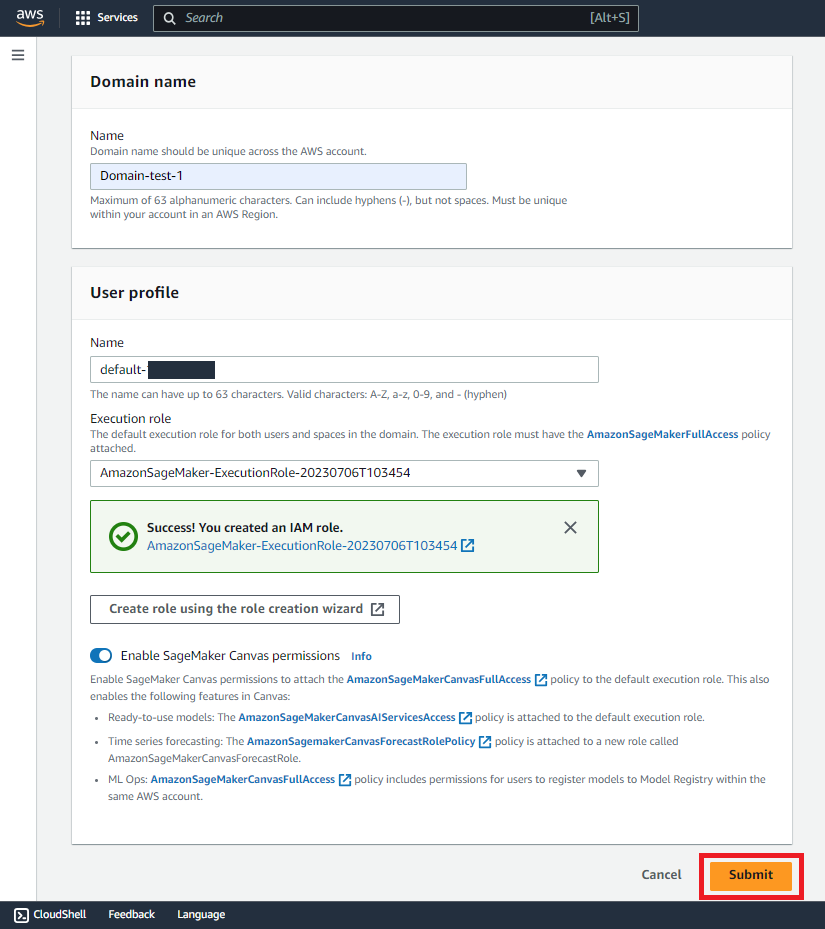 aws
Services
Search
[Alt+S]
Domain name
Name
Domain name should be unique across the AWS account.
Domain-test-1
Maximum of 63 alphanumeric characters. Can include hyphens (-), but not spaces. Must be unique
within your account in an AWS Region.
User profile
Name
default-
The name can have up to 63 characters. Valid characters: A-Z, a-z, 0-9, and - (hyphen)
Execution role
The default execution role for both users and spaces in the domain. The execution role must have the AmazonSageMakerFullAccess policy
attached.
AmazonSageMaker-ExecutionRole-20230706T103454
Success! You created an IAM role.
AmazonSageMaker-ExecutionRole-20230706T103454
Create role using the role creation wizard
Enable SageMaker Canvas permissions Info
Enable SageMaker Canvas permissions to attach the AmazonSageMakerCanvasFullAccess policy to the default execution role. This also
enables the following features in Canvas:
• Ready-to-use models: The AmazonSageMakerCanvasAIServicesAccess policy is attached to the default execution role.
• Time series forecasting: The AmazonSagemakerCanvasForecastRolePolicy policy is attached to a new role called
AmazonSageMakerCanvasForecastRole.
• ML Ops: AmazonSageMakerCanvasFullAccess policy includes permissions for users to register models to Model Registry within the
same AWS account.
Cancel
Submit
CloudShell
Feedback
Language